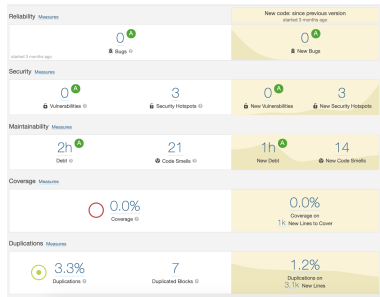 New code: since previous version
started 3 months ago
Reliability Measures
0 A
Bugs
started 3 months ago
0 A
New Bugs
Security Measures
0 A
Vulnerabilities
3
Security Hotspots
0 A
New Vulnerabilities
3
New Security Hotspots
Maintainability Measures
2h A
Debt
21
Code Smells
1h A
New Debt
14
New Code Smells
Coverage Measures
0.0%
Coverage
0.0%
Coverage on
1k New Lines to Cover
Duplications Measures
3.3%
Duplications
7
Duplicated Blocks
1.2%
Duplications on
3.1k New Lines